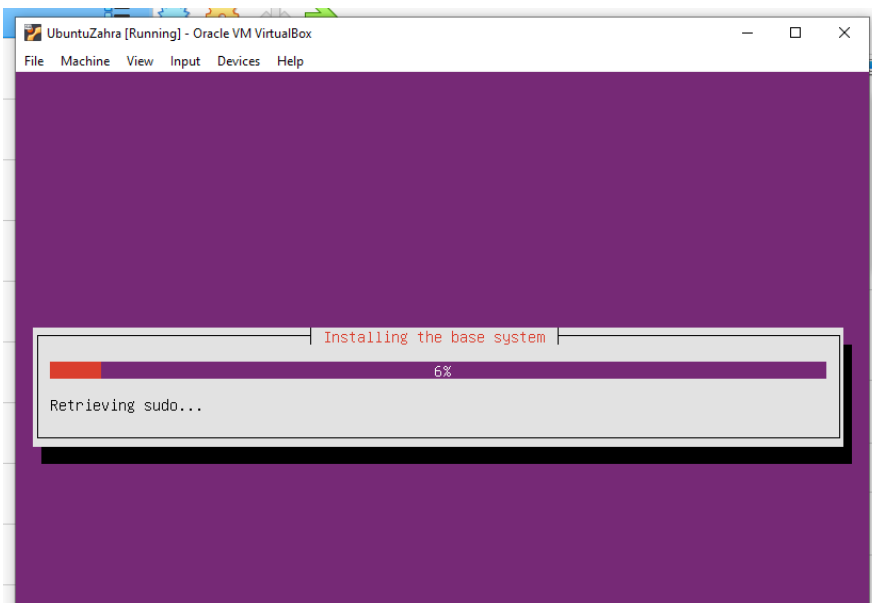 UbuntuZahra [Running] - Oracle VM VirtualBox
File Machine View Input Devices Help
Installing the base system
6%
Retrieving sudo...